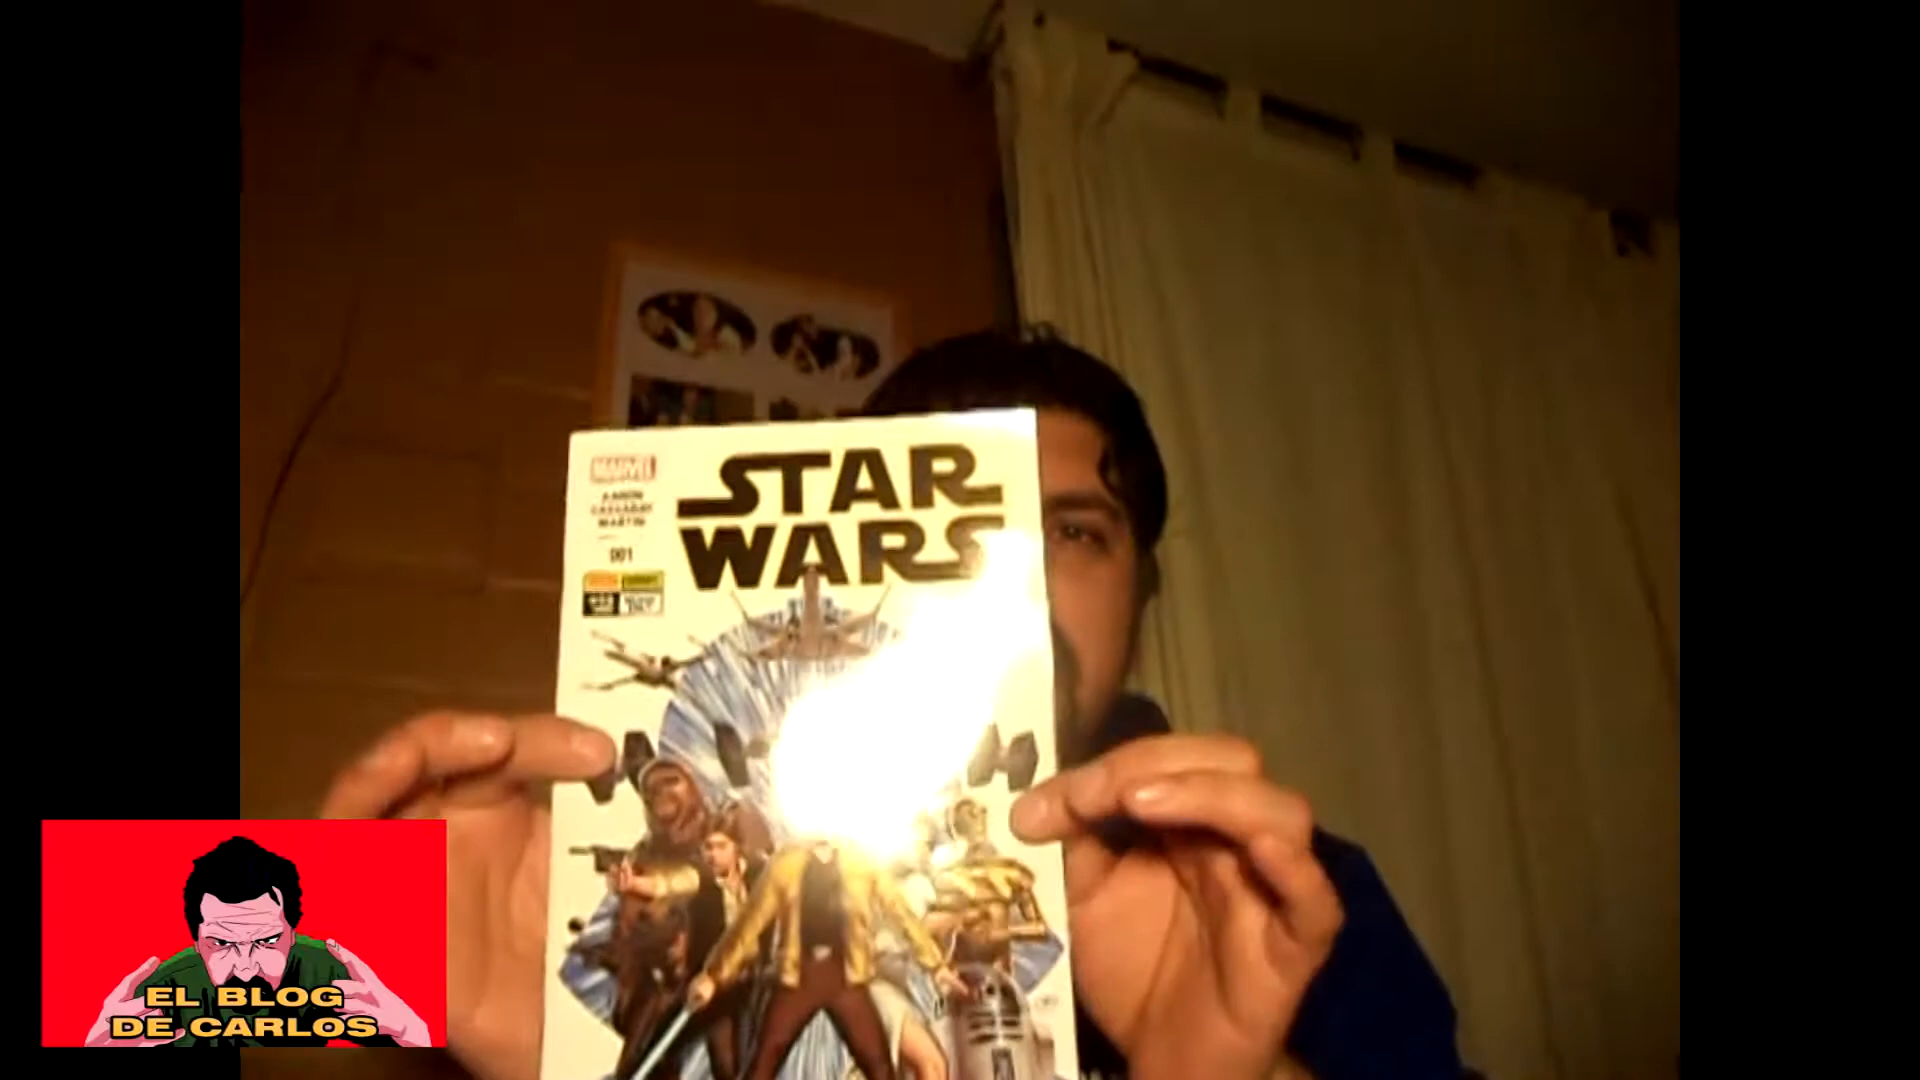 MARVEL
AARON
CASSADAY
MARTIN
001
STAR
WARS
EL BLOG
DE CARLOS